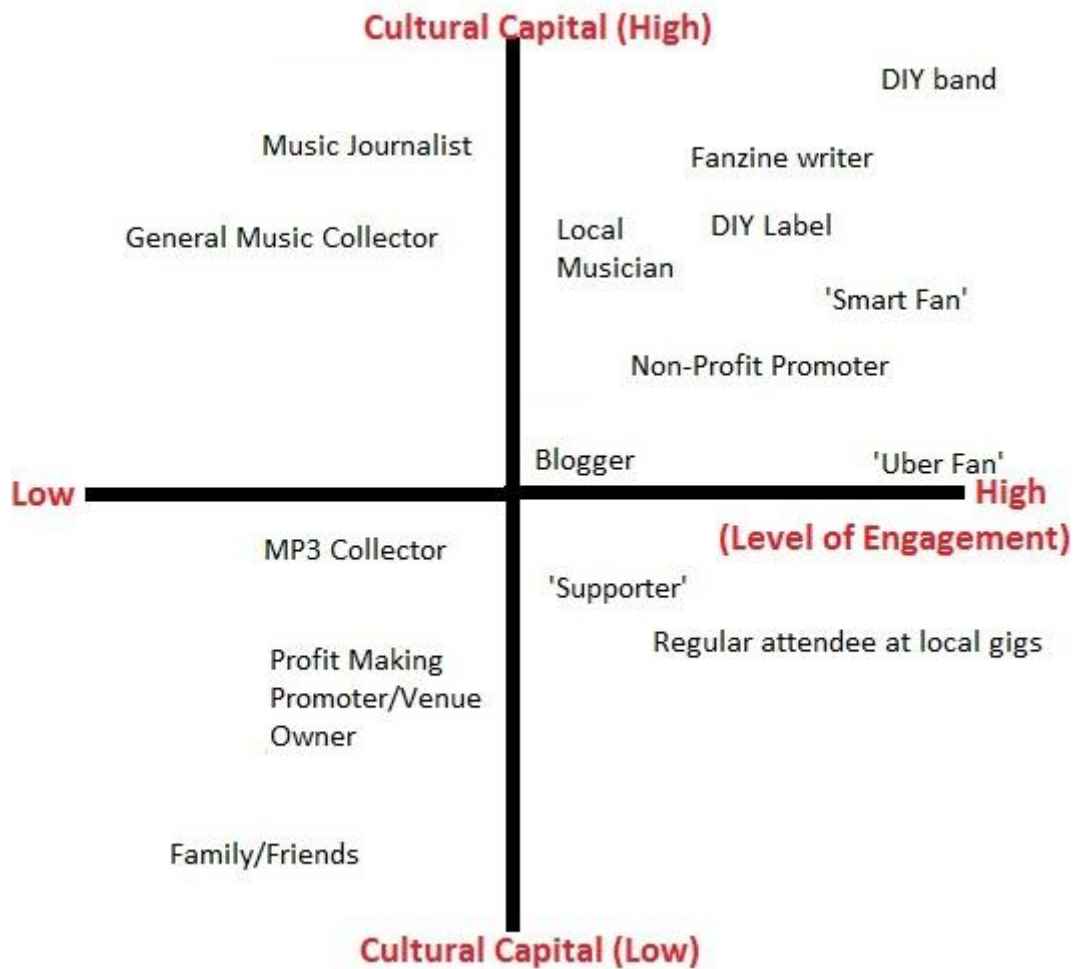 Cultural Capital (High)
DIY band
Music Journalist
Fanzine writer
General Music Collector
Local
Musician
DIY Label
'Smart Fan'
Non-Profit Promoter
Blogger
'Uber Fan'
Low
High
(Level of Engagement)
MP3 Collector
'Supporter'
Regular attendee at local gigs
Profit Making
Promoter/Venue
Owner
Family/Friends
Cultural Capital (Low)